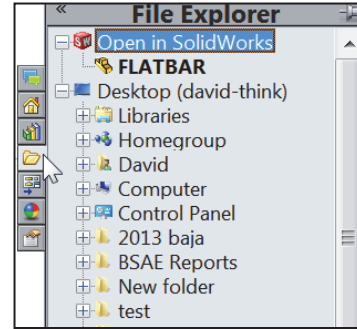 « File Explorer
Open in SolidWorks
FLATBAR
Desktop (david-think)
Libraries
Homegroup
David
Computer
Control Panel
2013 baja
BSAE Reports
New folder
test